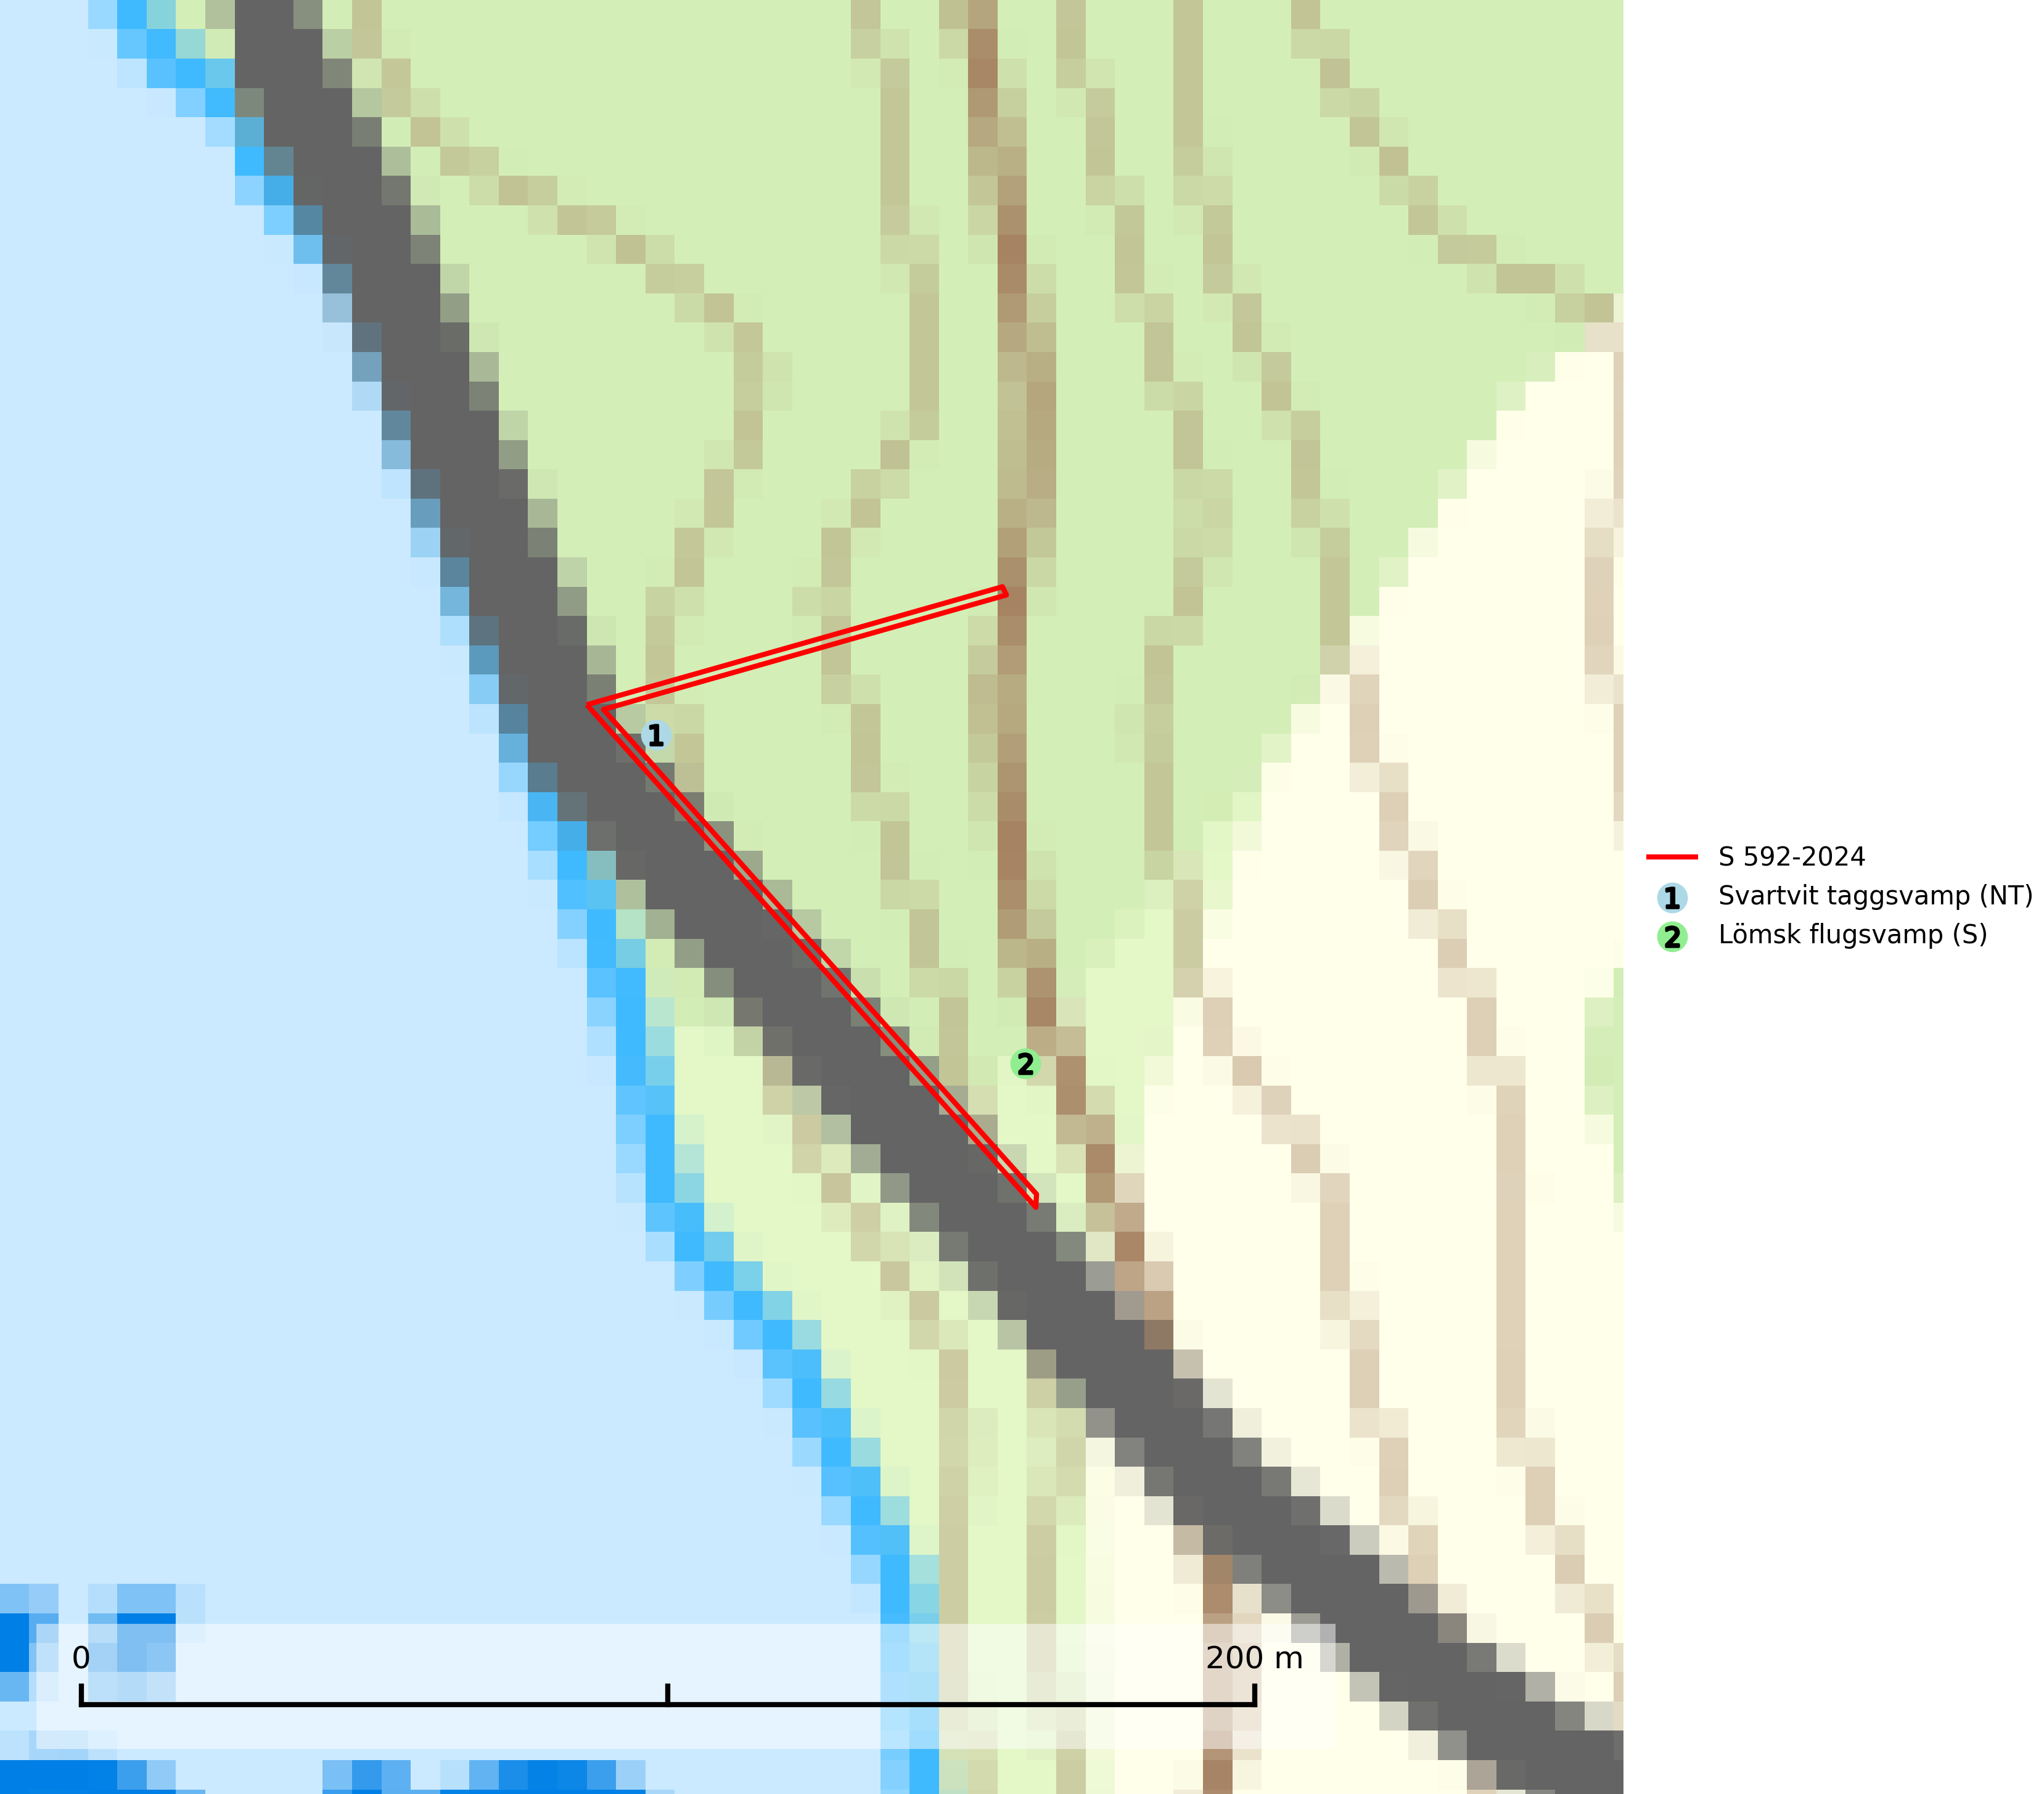 1
2
S 592-2024
1 Svartvit taggsvamp (NT)
2 Lömsk flugsvamp (S)
0 200 m